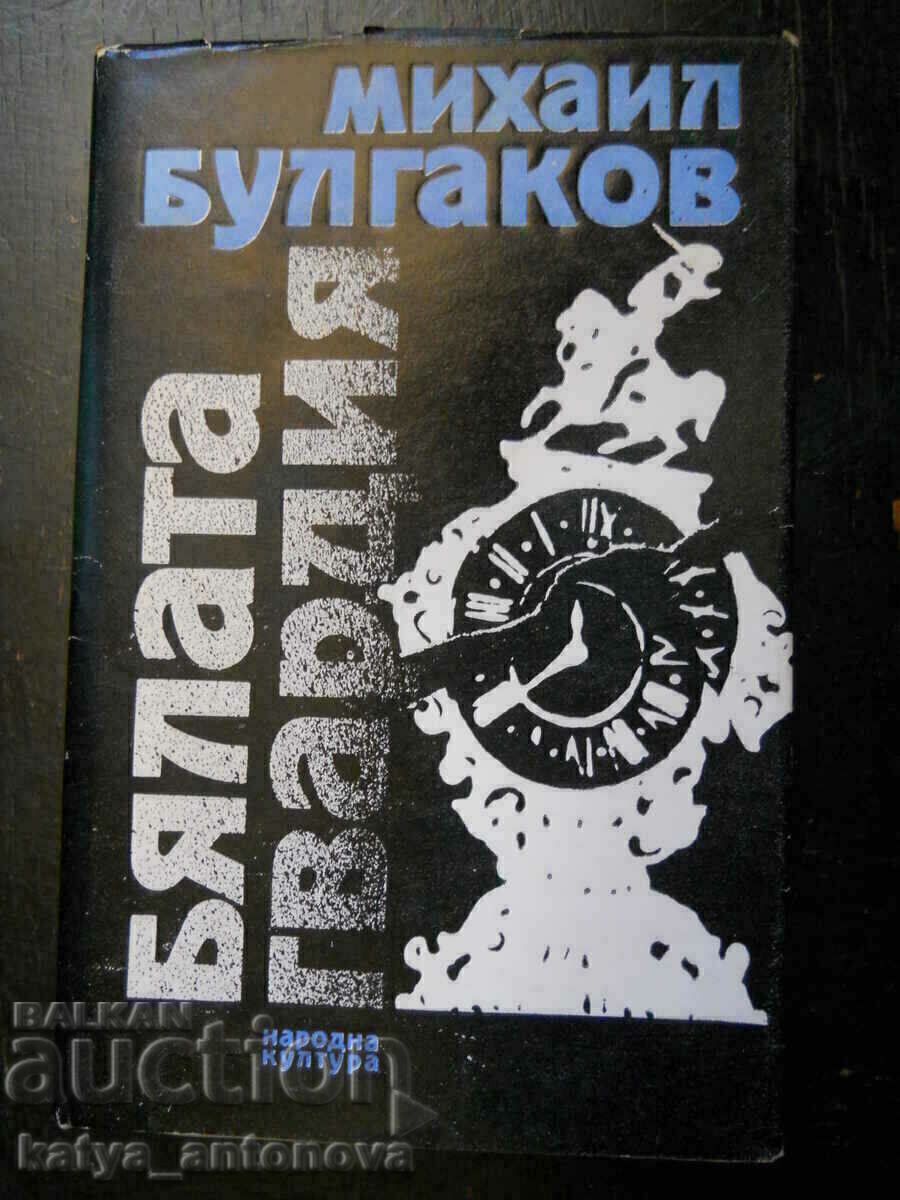 Михаил
Булгаков
Бялата
гвардия
народна
култура
BALKAN
auction
katya_antonova